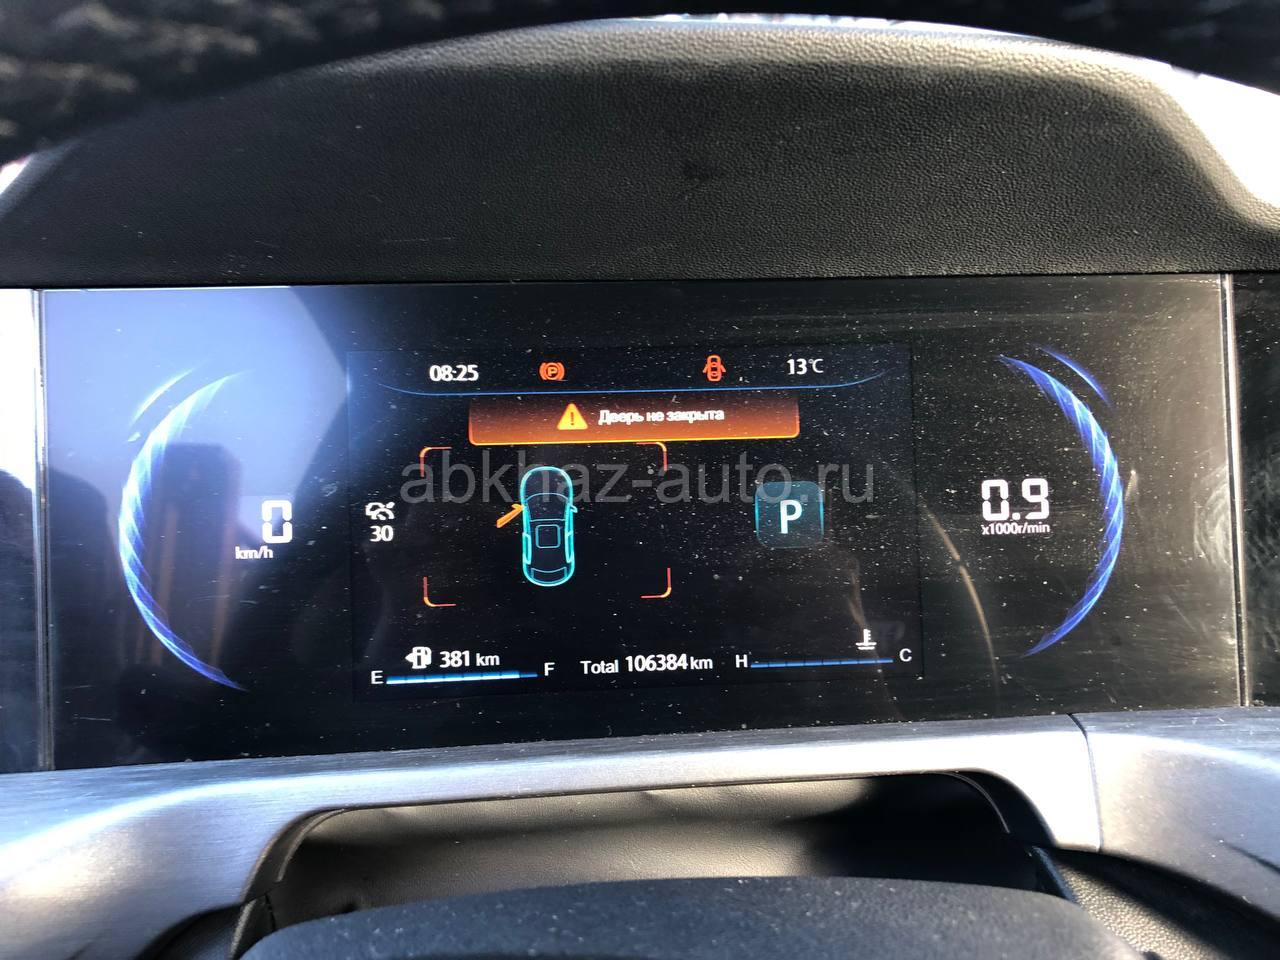 08:25
P
13°C
Дверь не закрыта
abkhaz-auto.ru
0
km/h
30
P
0.9
x1000r/min
381 km
E
F
Total 106384 km
H
C